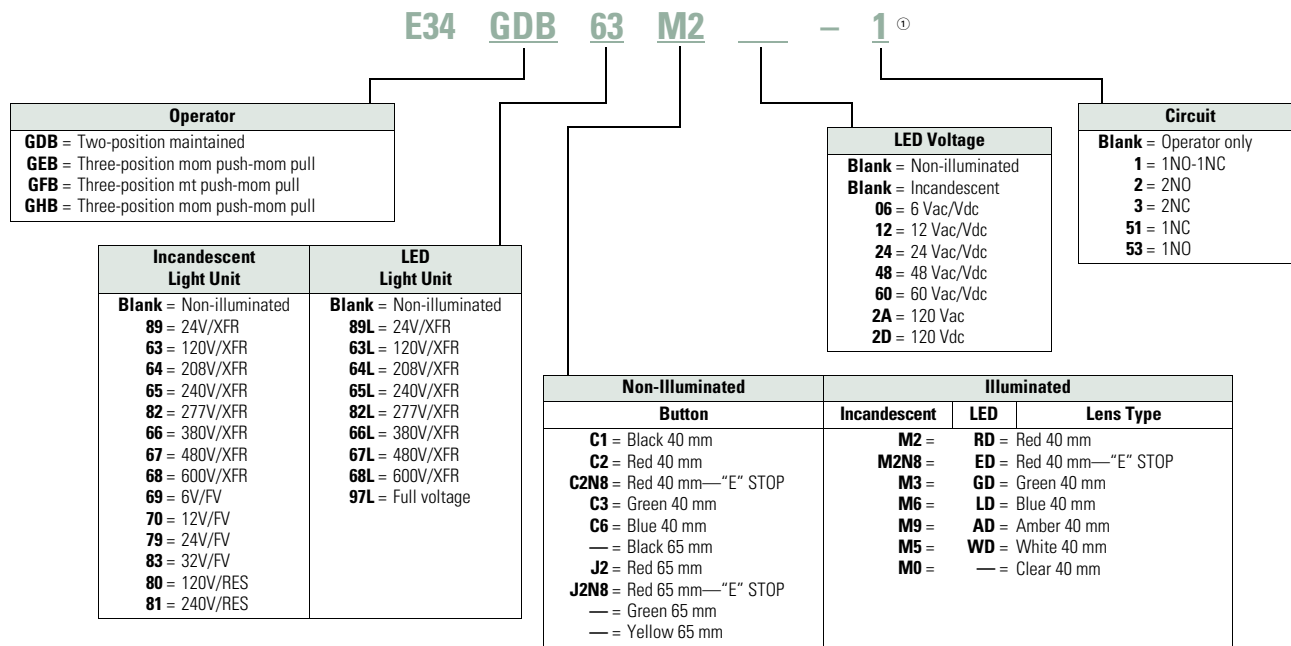 E34 GDB 63 M2 ___ – 1 ①
Operator
GDB = Two-position maintained
GEB = Three-position mom push-mom pull
GFB = Three-position mt push-mom pull
GHB = Three-position mom push-mom pull
LED Voltage
Blank = Non-illuminated
Blank = Incandescent
06 = 6 Vac/Vdc
12 = 12 Vac/Vdc
24 = 24 Vac/Vdc
48 = 48 Vac/Vdc
60 = 60 Vac/Vdc
2A = 120 Vac
2D = 120 Vdc
Circuit
Blank = Operator only
1 = 1NO-1NC
2 = 2NO
3 = 2NC
51 = 1NC
53 = 1NO
Incandescent
Light Unit
Blank = Non-illuminated
89 = 24V/XFR
63 = 120V/XFR
64 = 208V/XFR
65 = 240V/XFR
82 = 277V/XFR
66 = 380V/XFR
67 = 480V/XFR
68 = 600V/XFR
69 = 6V/FV
70 = 12V/FV
79 = 24V/FV
83 = 32V/FV
80 = 120V/RES
81 = 240V/RES
LED
Light Unit
Blank = Non-illuminated
89L = 24V/XFR
63L = 120V/XFR
64L = 208V/XFR
65L = 240V/XFR
82L = 277V/XFR
66L = 380V/XFR
67L = 480V/XFR
68L = 600V/XFR
97L = Full voltage
Non-Illuminated
Button
C1 = Black 40 mm
C2 = Red 40 mm
C2N8 = Red 40 mm—“E” STOP
C3 = Green 40 mm
C6 = Blue 40 mm
— = Black 65 mm
J2 = Red 65 mm
J2N8 = Red 65 mm—“E” STOP
— = Green 65 mm
— = Yellow 65 mm
Illuminated
Incandescent LED Lens Type
M2 = RD = Red 40 mm
M2N8 = ED = Red 40 mm—“E” STOP
M3 = GD = Green 40 mm
M6 = LD = Blue 40 mm
M9 = AD = Amber 40 mm
M5 = WD = White 40 mm
M0 = — = Clear 40 mm